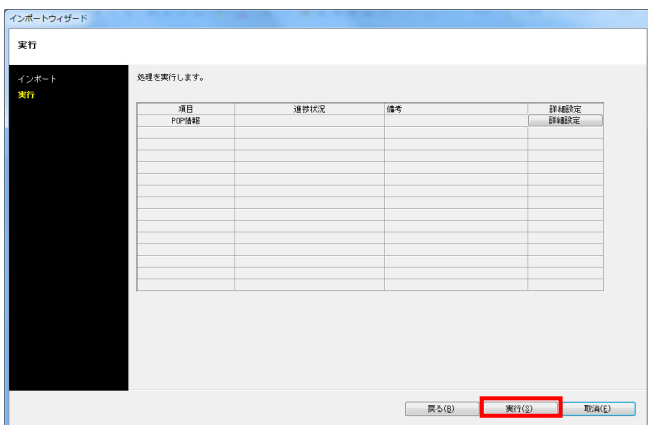 インポートウィザード
実行
インポート
実行
処理を実行します。
項目 進捗状況 備考 詳細設定
POP情報 詳細設定
戻る(B) 実行(S) 取消(E)